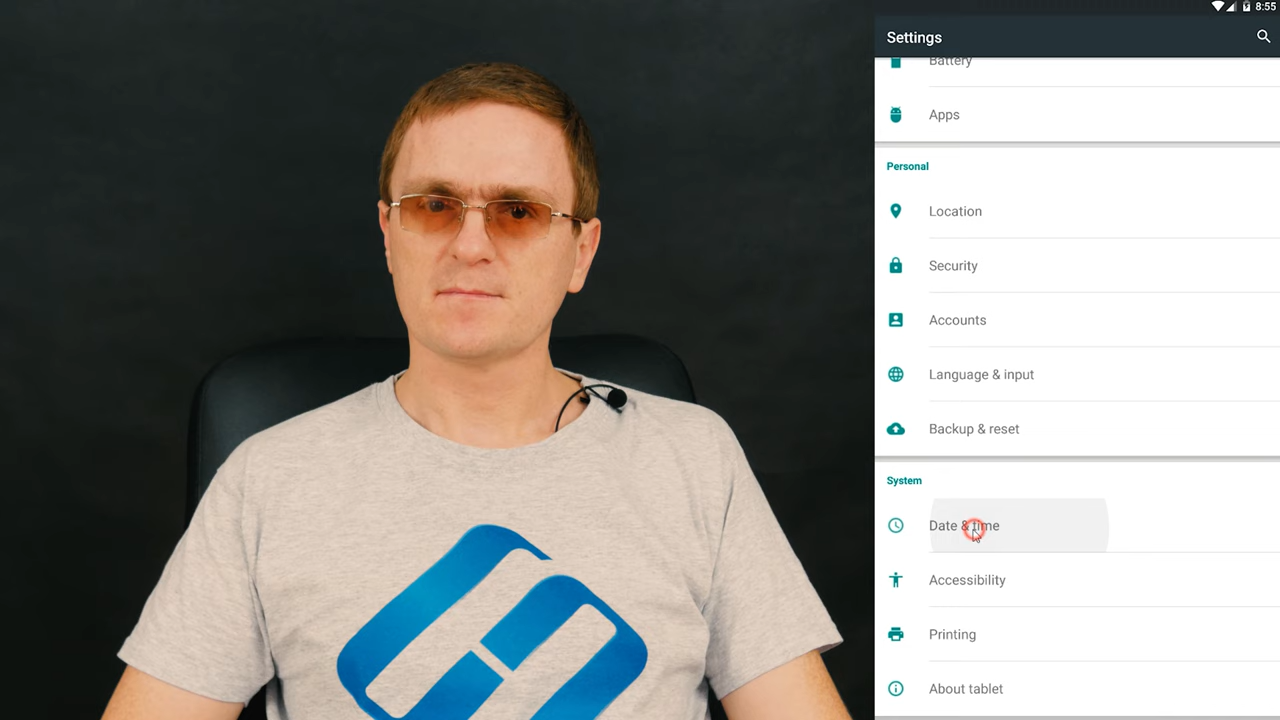 8:55
Settings
Battery
Apps
Personal
Location
Security
Accounts
Language & input
Backup & reset
System
Date & time
Accessibility
Printing
About tablet